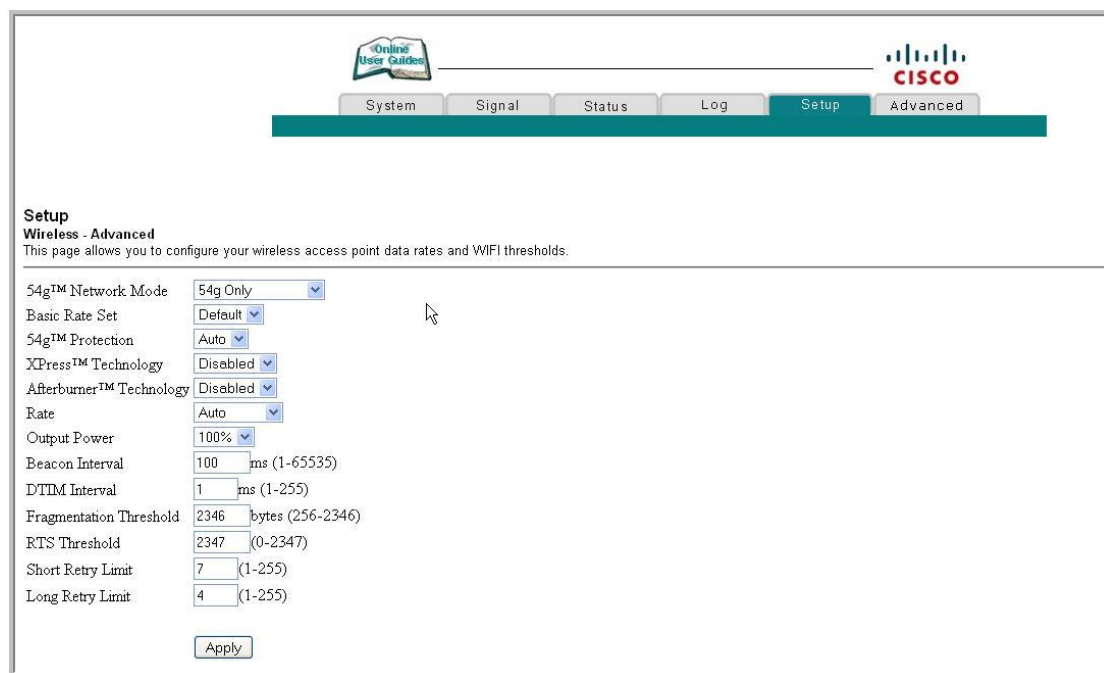 Online
User Guides
CISCO
System Signal Status Log Setup Advanced
Setup
Wireless - Advanced
This page allows you to configure your wireless access point data rates and WIFI thresholds.
54g™ Network Mode 54g Only
Basic Rate Set Default
54g™ Protection Auto
XPress™ Technology Disabled
Afterburner™ Technology Disabled
Rate Auto
Output Power 100%
Beacon Interval 100 ms (1-65535)
DTIM Interval 1 ms (1-255)
Fragmentation Threshold 2346 bytes (256-2346)
RTS Threshold 2347 (0-2347)
Short Retry Limit 7 (1-255)
Long Retry Limit 4 (1-255)
Apply